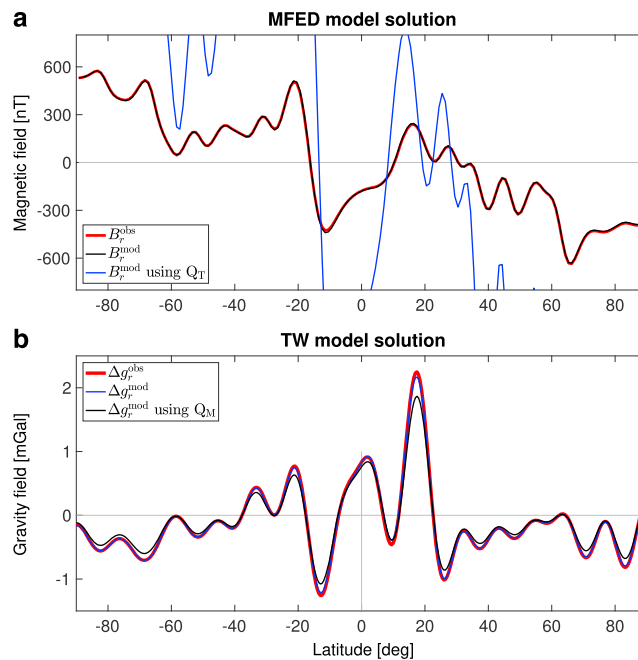 a
MFED model solution
Magnetic field [nT]
600
300
0
-300
-600
B_r^obs
B_r^mod
B_r^mod using Q_T
-80 -60 -40 -20 0 20 40 60 80
b
TW model solution
Gravity field [mGal]
2
1
0
-1
Δg_r^obs
Δg_r^mod
Δg_r^mod using Q_M
-80 -60 -40 -20 0 20 40 60 80
Latitude [deg]